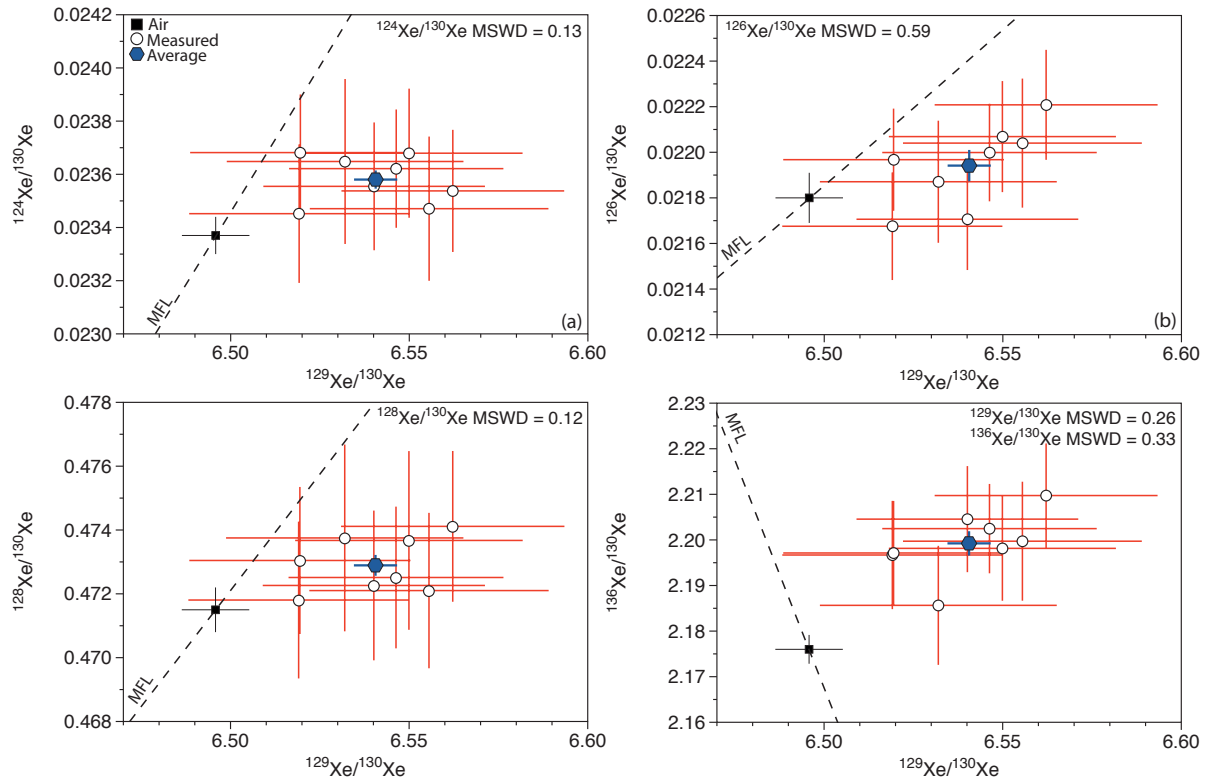 0.0242
0.0240
0.0238
0.0236
0.0234
0.0232
0.0230
¹²⁴Xe/¹³⁰Xe
Air
Measured
Average
¹²⁴Xe/¹³⁰Xe MSWD = 0.13
MFL
(a)
6.50
6.55
6.60
¹²⁹Xe/¹³⁰Xe
0.0226
0.0224
0.0222
0.0220
0.0218
0.0216
0.0214
0.0212
¹²⁶Xe/¹³⁰Xe
¹²⁶Xe/¹³⁰Xe MSWD = 0.59
MFL
(b)
6.50
6.55
6.60
¹²⁹Xe/¹³⁰Xe
0.478
0.476
0.474
0.472
0.470
0.468
¹²⁸Xe/¹³⁰Xe
¹²⁸Xe/¹³⁰Xe MSWD = 0.12
MFL
6.50
6.55
6.60
¹²⁹Xe/¹³⁰Xe
2.23
2.22
2.21
2.20
2.19
2.18
2.17
2.16
¹³⁶Xe/¹³⁰Xe
MFL
¹²⁹Xe/¹³⁰Xe MSWD = 0.26
¹³⁶Xe/¹³⁰Xe MSWD = 0.33
6.50
6.55
6.60
¹²⁹Xe/¹³⁰Xe